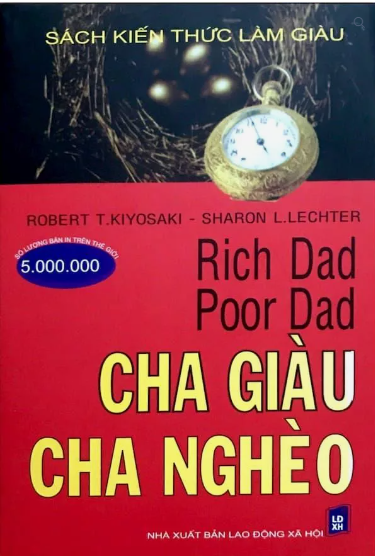 SÁCH KIẾN THỨC LÀM GIÀU
ROBERT T.KIYOSAKI - SHARON L.LECHTER
SỐ LƯỢNG BẢN IN TRÊN THẾ GIỚI
5.000.000
Rich Dad
Poor Dad
CHA GIÀU
CHA NGHÈO
LĐ
XH
NHÀ XUẤT BẢN LAO ĐỘNG XÃ HỘI